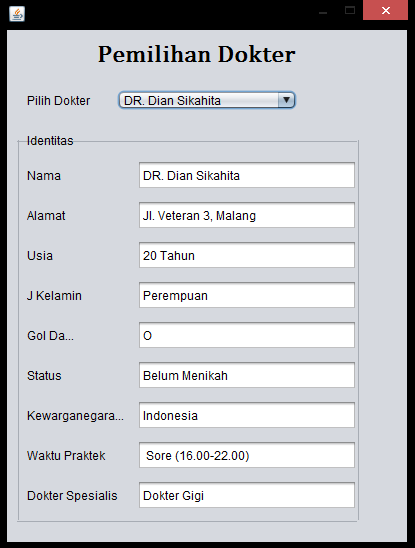 Pemilihan Dokter
Pilih Dokter DR. Dian Sikahita
Identitas
Nama DR. Dian Sikahita
Alamat Jl. Veteran 3, Malang
Usia 20 Tahun
J Kelamin Perempuan
Gol Da... O
Status Belum Menikah
Kewarganegara... Indonesia
Waktu Praktek Sore (16.00-22.00)
Dokter Spesialis Dokter Gigi